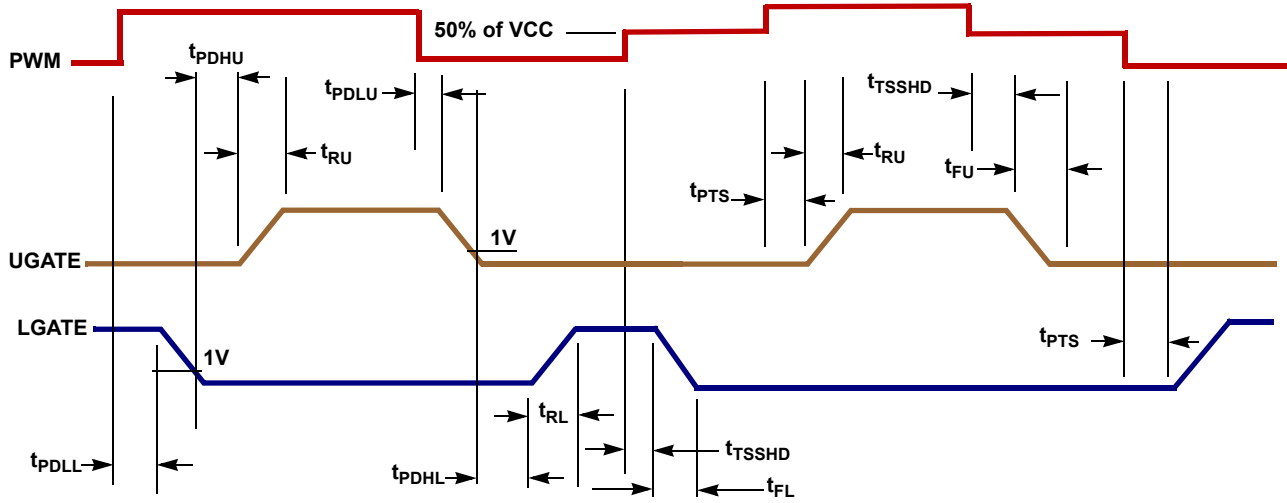 50% of VCC
PWM
tPDHU
tPDLU
tTSSHD
tRU
tRU
tFU
tPTS
1V
UGATE
LGATE
1V
tPTS
tRL
tPDLL
tPDHL
tTSSHD
tFL